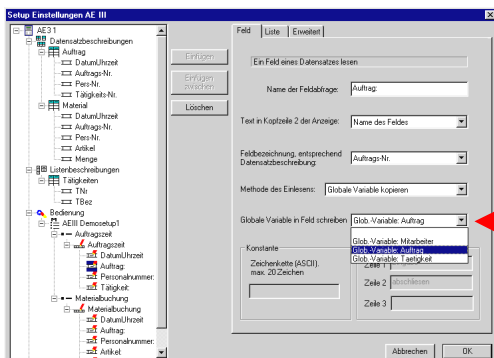 Setup Einstellungen AE III
AE3 1
Datensatzbeschreibungen
Auftrag
DatumUhrzeit
Auftrags-Nr.
Pers-Nr.
Tätigkeits-Nr.
Material
DatumUhrzeit
Auftrags-Nr.
Pers-Nr.
Artikel
Menge
Listenbeschreibungen
Tätigkeiten
TNr
TBez
Bedienung
AEIII Demosetup1
Auftragszeit
Auftragszeit
DatumUhrzeit
Auftrag:
Personalnummer:
Tätigkeit:
Materialbuchung
Materialbuchung
DatumUhrzeit
Auftrag:
Personalnummer:
Artikel:
Einfügen
Einfügen zwischen
Löschen
Feld Liste Erweitert
Ein Feld eines Datensatzes lesen
Name der Feldabfrage: Auftrag:
Text in Kopfzeile 2 der Anzeige: Name des Feldes
Feldbezeichnung, entsprechend
Datensatzbeschreibung: Auftrags-Nr.
Methode des Einlesens: Globale Variable kopieren
Globale Variable in Feld schreiben Glob.-Variable: Auftrag
Glob.-Variable: Mitarbeiter
Glob.-Variable: Auftrag
Glob.-Variable: Taetigkeit
Konstante
Zeichenkette (ASCII).
max. 20 Zeichen
Zeile 1
Zeile 2 abschliesen
Zeile 3
Abbrechen OK